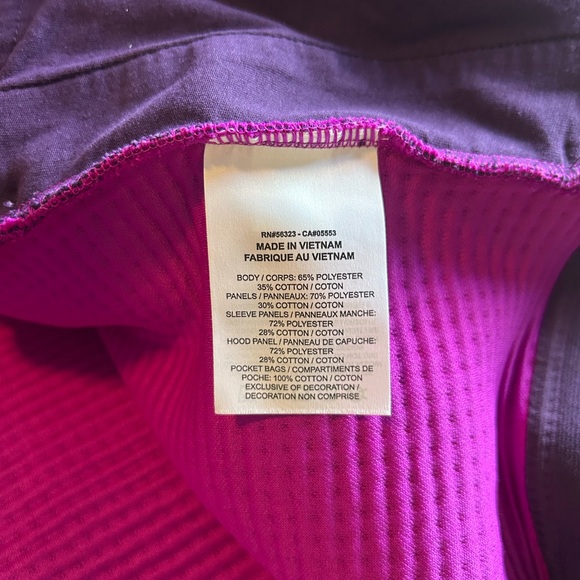 RN#56323 - CA#05553
MADE IN VIETNAM
FABRIQUE AU VIETNAM
BODY / CORPS: 65% POLYESTER
35% COTTON / COTON
PANELS / PANNEAUX: 70% POLYESTER
30% COTTON / COTON
SLEEVE PANELS / PANNEAUX MANCHE:
72% POLYESTER
28% COTTON / COTON
HOOD PANEL / PANNEAU DE CAPUCHE:
72% POLYESTER
28% COTTON / COTON
POCKET BAGS / COMPARTIMENTS DE
POCHE: 100% COTTON / COTON
EXCLUSIVE OF DECORATION /
DECORATION NON COMPRISE